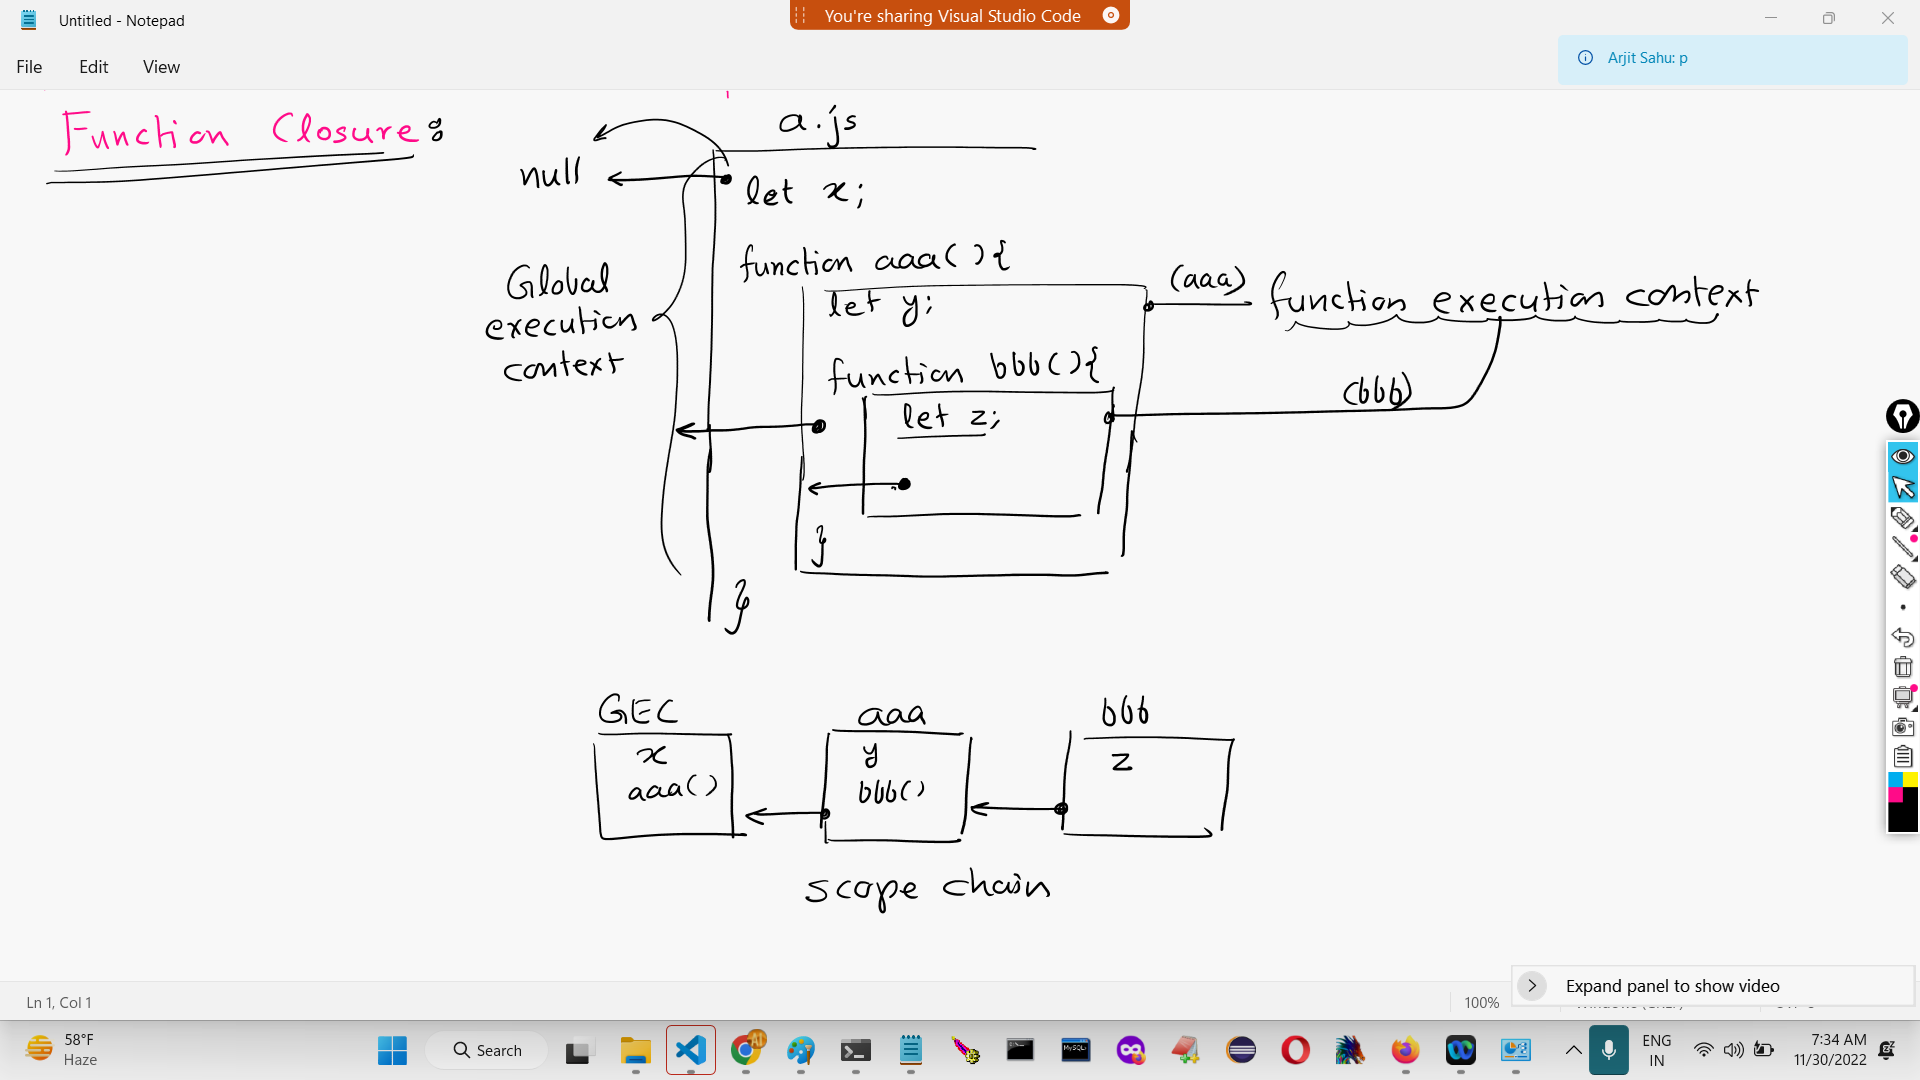 Untitled - Notepad
You're sharing Visual Studio Code
File Edit View
Arjit Sahu: p
Function Closure:
a.js
null
let x;
function aaa(){
Global
execution
context
let y;
(aaa) function execution context
function bbb(){
(bbb)
let z;
}
}
GEC aaa bbb
x y z
aaa() bbb()
scope chain
Expand panel to show video
Ln 1, Col 1
100%
58°F
Haze
Search
ENG
IN
7:34 AM
11/30/2022